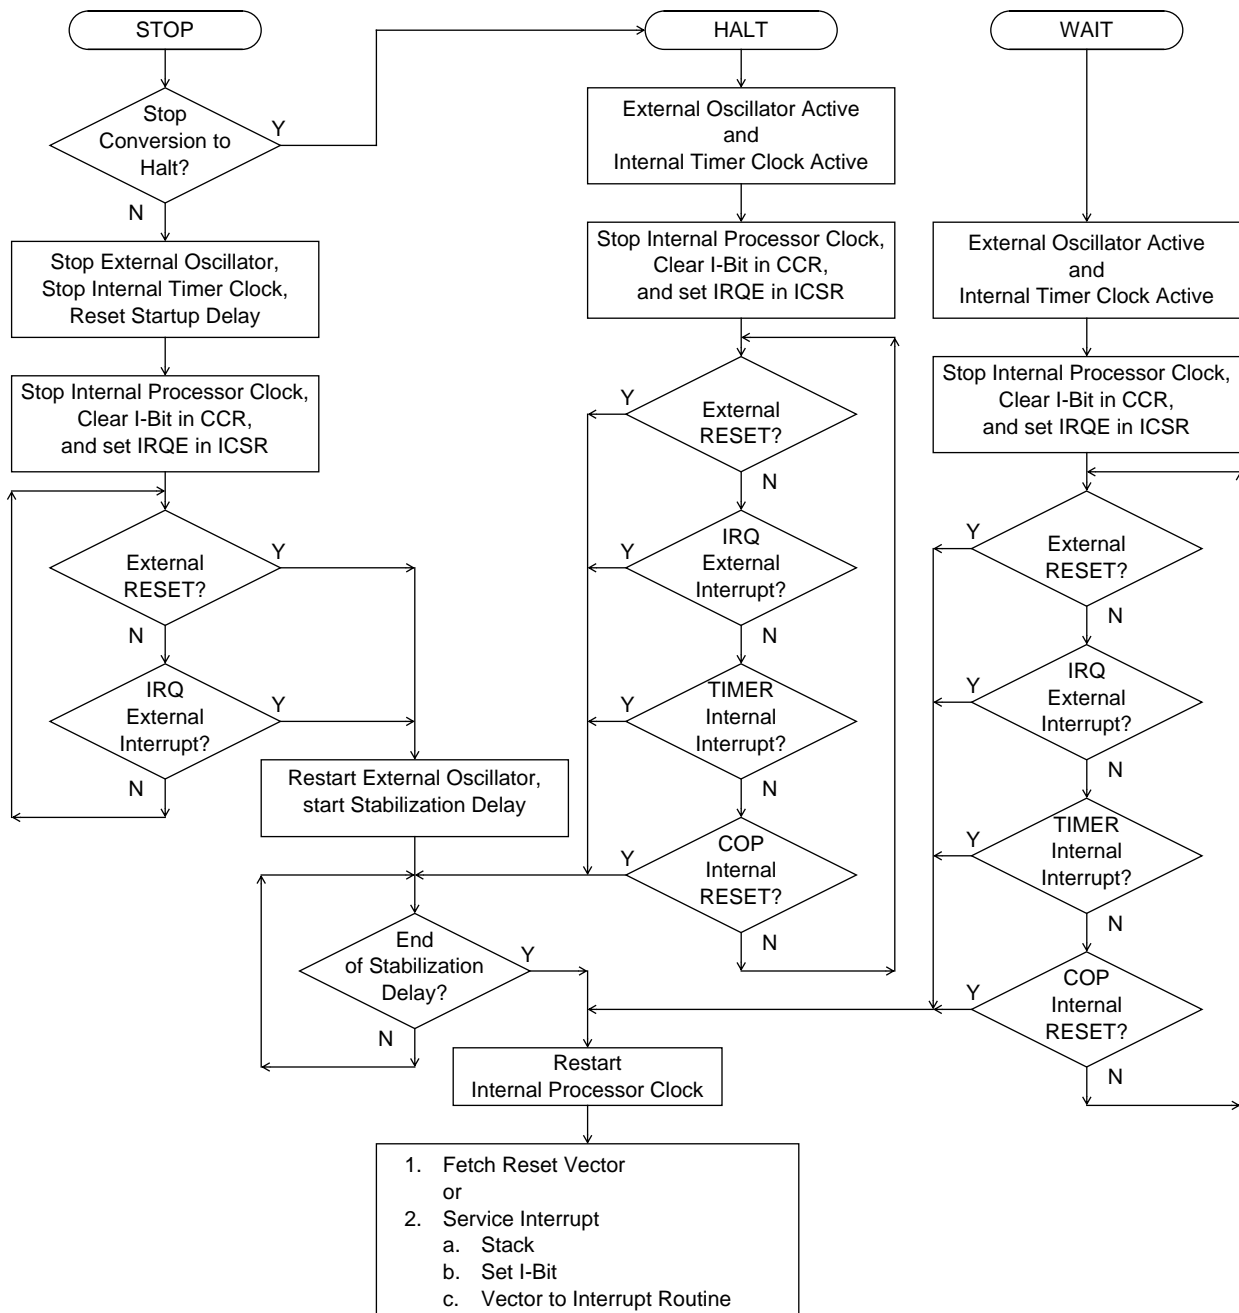 STOP
Stop
Conversion to
Halt?
Y
N
Stop External Oscillator,
Stop Internal Timer Clock,
Reset Startup Delay
Stop Internal Processor Clock,
Clear I-Bit in CCR,
and set IRQE in ICSR
External
RESET?
Y
N
IRQ
External
Interrupt?
Y
N
Restart External Oscillator,
start Stabilization Delay
End
of Stabilization
Delay?
Y
N
HALT
External Oscillator Active
and
Internal Timer Clock Active
Stop Internal Processor Clock,
Clear I-Bit in CCR,
and set IRQE in ICSR
Y
External
RESET?
N
Y
IRQ
External
Interrupt?
N
Y
TIMER
Internal
Interrupt?
N
Y
COP
Internal
RESET?
N
WAIT
External Oscillator Active
and
Internal Timer Clock Active
Stop Internal Processor Clock,
Clear I-Bit in CCR,
and set IRQE in ICSR
Y
External
RESET?
N
Y
IRQ
External
Interrupt?
N
Y
TIMER
Internal
Interrupt?
N
Y
COP
Internal
RESET?
N
Restart
Internal Processor Clock
1. Fetch Reset Vector
or
2. Service Interrupt
a. Stack
b. Set I-Bit
c. Vector to Interrupt Routine